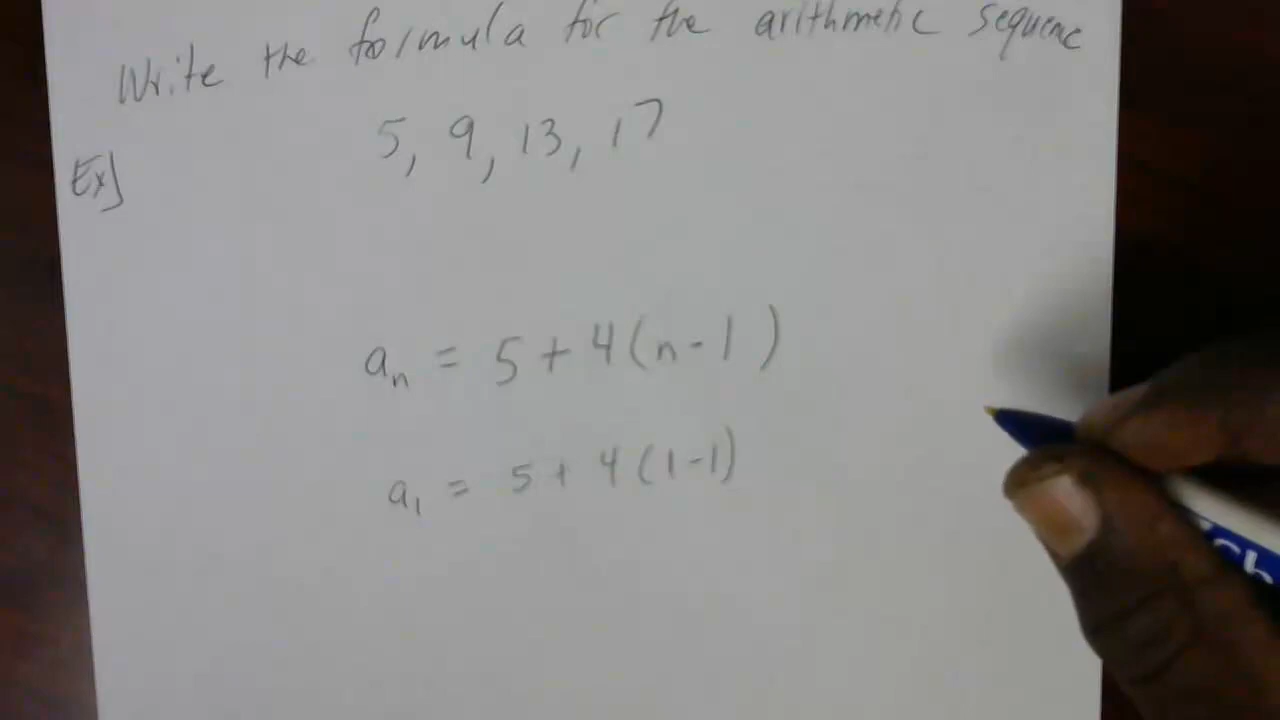 Write the formula for the arithmetic sequenc
Ex]
5, 9, 13, 17
aₙ = 5 + 4(n - 1)
a₁ = 5 + 4(1 - 1)